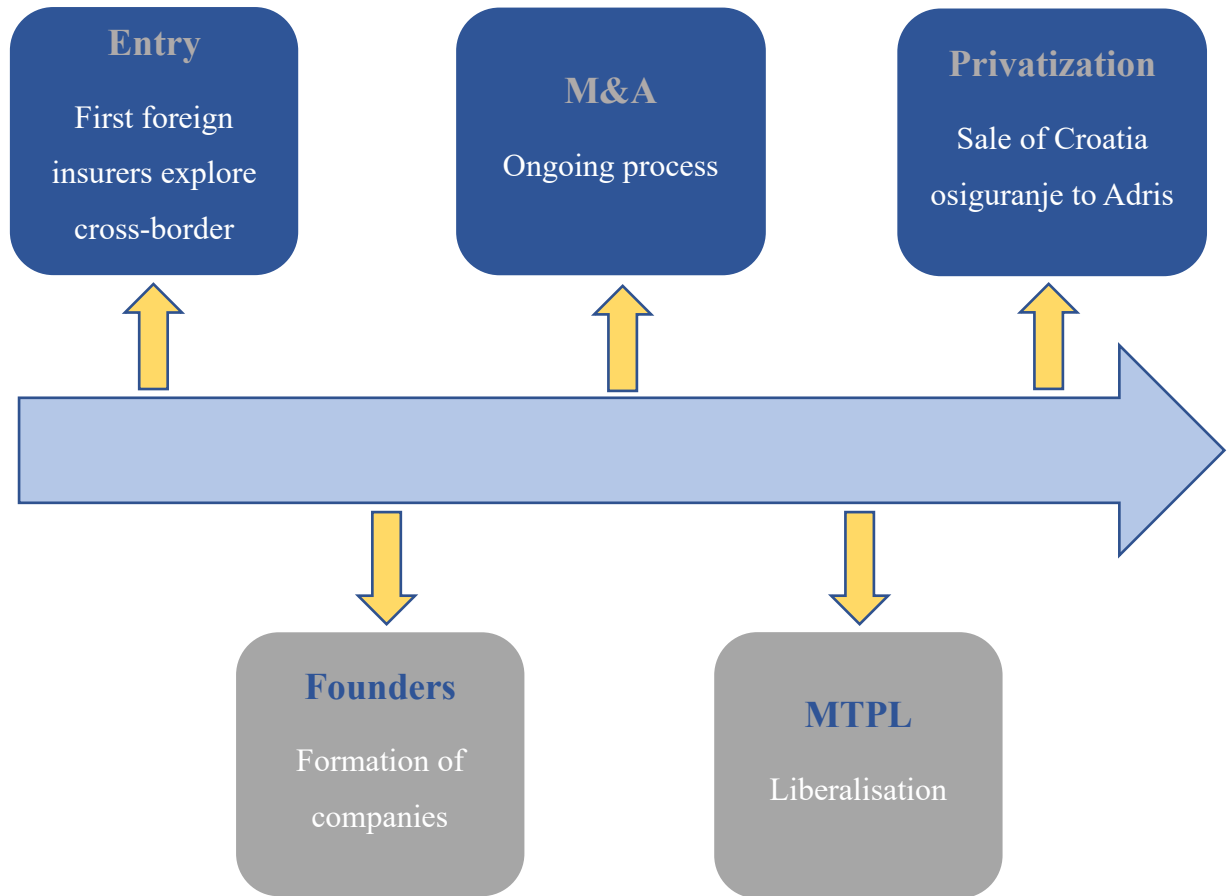 Entry
First foreign
insurers explore
cross-border
M&A
Ongoing process
Privatization
Sale of Croatia
osiguranje to Adris
Founders
Formation of
companies
MTPL
Liberalisation